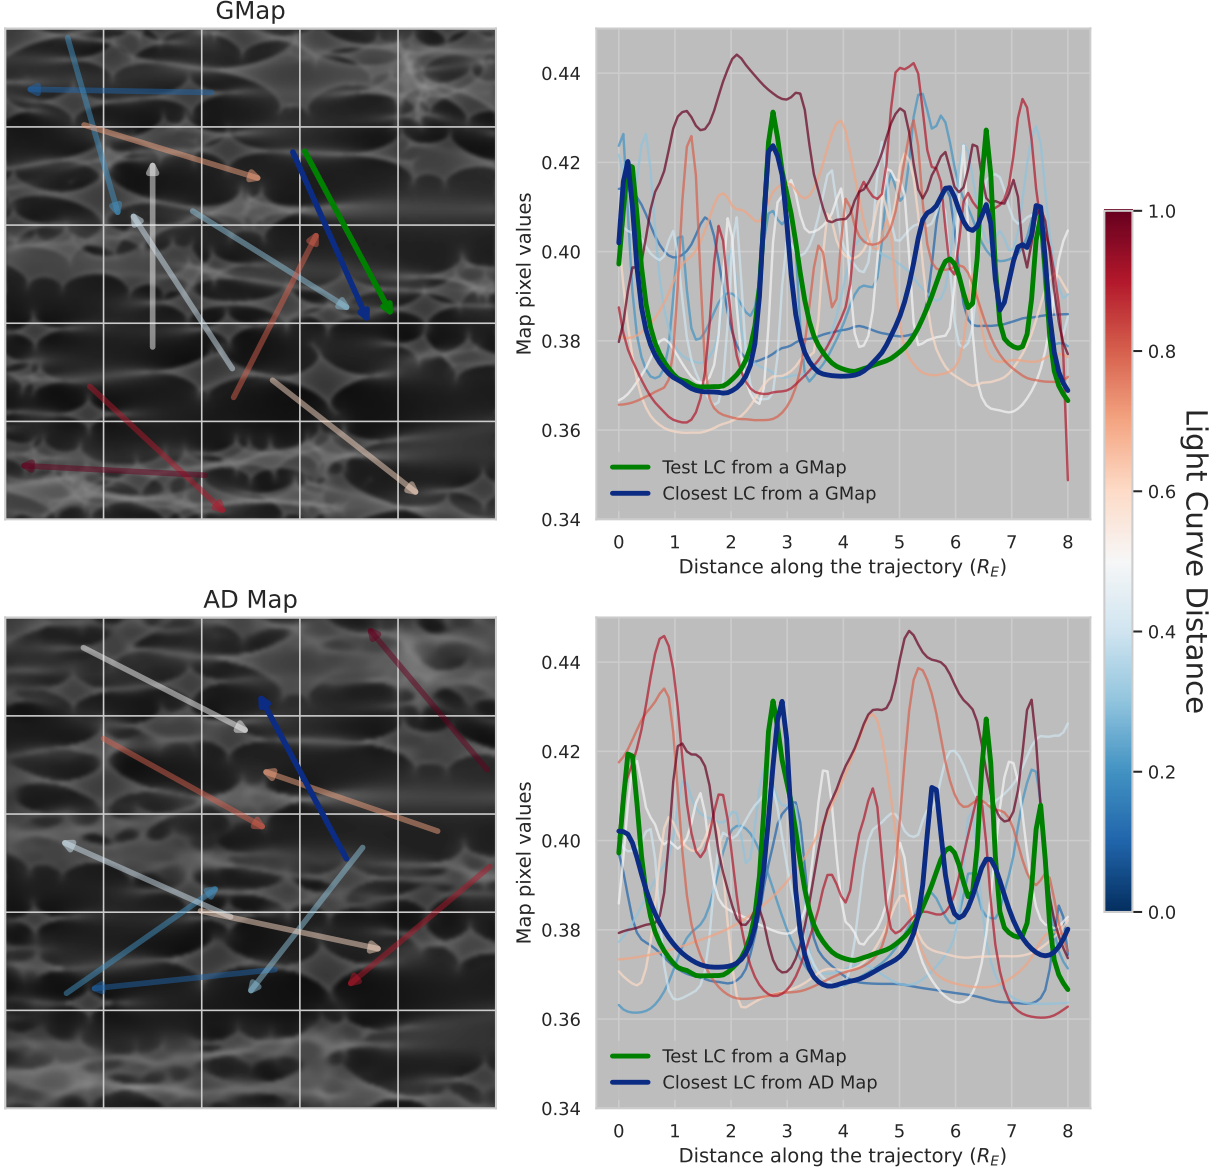 GMap
0.44
0.42
0.40
0.38
0.36
0.34
Map pixel values
Test LC from a GMap
Closest LC from a GMap
0 1 2 3 4 5 6 7 8
Distance along the trajectory (R_E)
AD Map
0.44
0.42
0.40
0.38
0.36
0.34
Map pixel values
Test LC from a GMap
Closest LC from AD Map
0 1 2 3 4 5 6 7 8
Distance along the trajectory (R_E)
1.0
0.8
0.6
0.4
0.2
0.0
Light Curve Distance